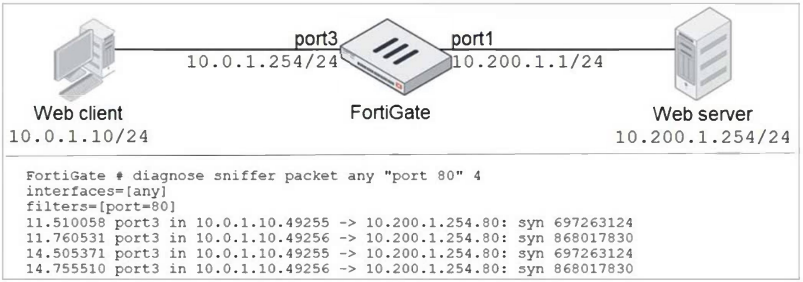 port3
port1
10.0.1.254/24
10.200.1.1/24
Web client
FortiGate
Web server
10.0.1.10/24
10.200.1.254/24
FortiGate # diagnose sniffer packet any "port 80" 4
interfaces=[any]
filters=[port=80]
11.510058 port3 in 10.0.1.10.49255 -> 10.200.1.254.80: syn 697263124
11.760531 port3 in 10.0.1.10.49256 -> 10.200.1.254.80: syn 868017830
14.505371 port3 in 10.0.1.10.49255 -> 10.200.1.254.80: syn 697263124
14.755510 port3 in 10.0.1.10.49256 -> 10.200.1.254.80: syn 868017830